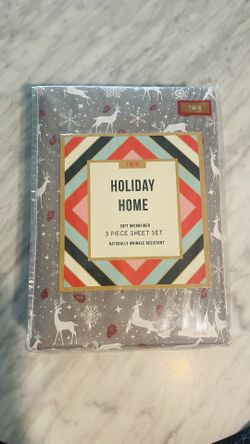 TWIN
TWIN
HOLIDAY
HOME
SOFT MICROFIBER
3 PIECE SHEET SET
NATURALLY WRINKLE RESISTANT